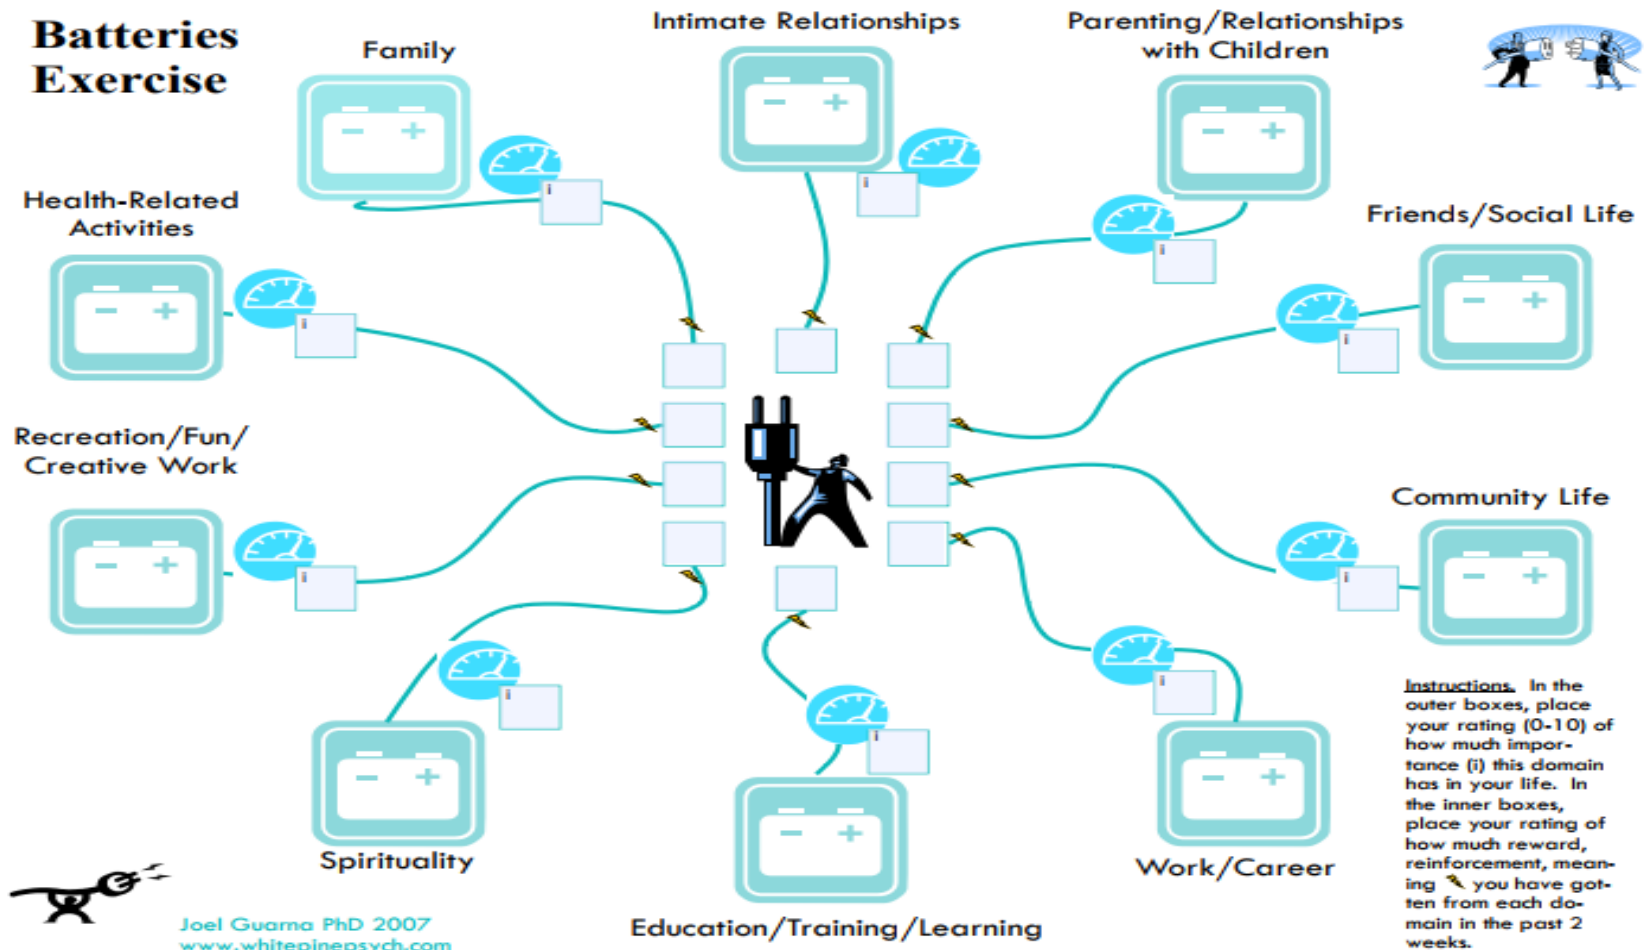 Batteries
Exercise
Family
Intimate Relationships
Parenting/Relationships
with Children
Health-Related
Activities
Friends/Social Life
Recreation/Fun/
Creative Work
Community Life
Spirituality
Education/Training/Learning
Work/Career
i
i
i
i
i
i
i
i
i
i
Instructions. In the
outer boxes, place
your rating (0-10) of
how much impor-
tance (i) this domain
has in your life. In
the inner boxes,
place your rating of
how much reward,
reinforcement, mean-
ing you have got-
ten from each do-
main in the past 2
weeks.
Joel Guarna PhD 2007
www.whitepinepsych.com